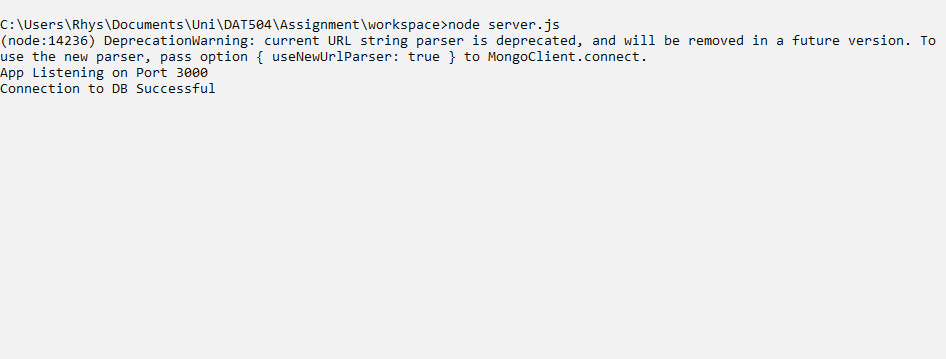 C:\Users\Rhys\Documents\Uni\DAT504\Assignment\workspace>node server.js
(node:14236) DeprecationWarning: current URL string parser is deprecated, and will be removed in a future version. To
use the new parser, pass option { useNewUrlParser: true } to MongoClient.connect.
App Listening on Port 3000
Connection to DB Successful